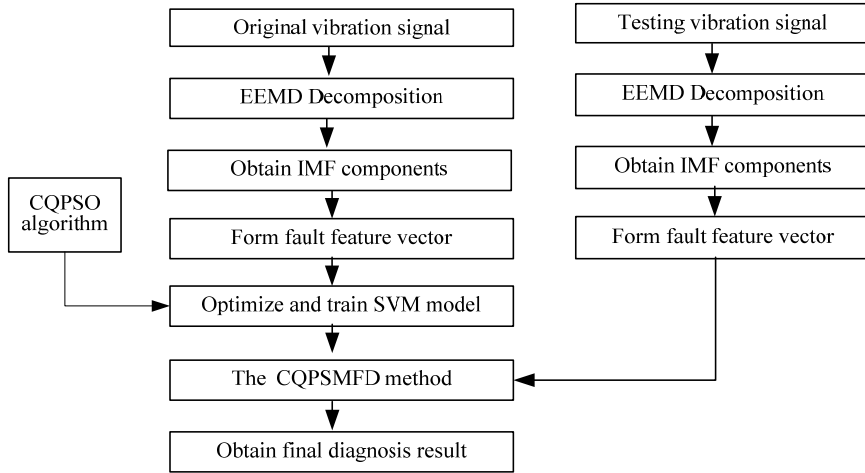 Original vibration signal
EEMD Decomposition
Obtain IMF components
Form fault feature vector
CQPSO
algorithm
Optimize and train SVM model
The CQPSMFD method
Obtain final diagnosis result
Testing vibration signal
EEMD Decomposition
Obtain IMF components
Form fault feature vector